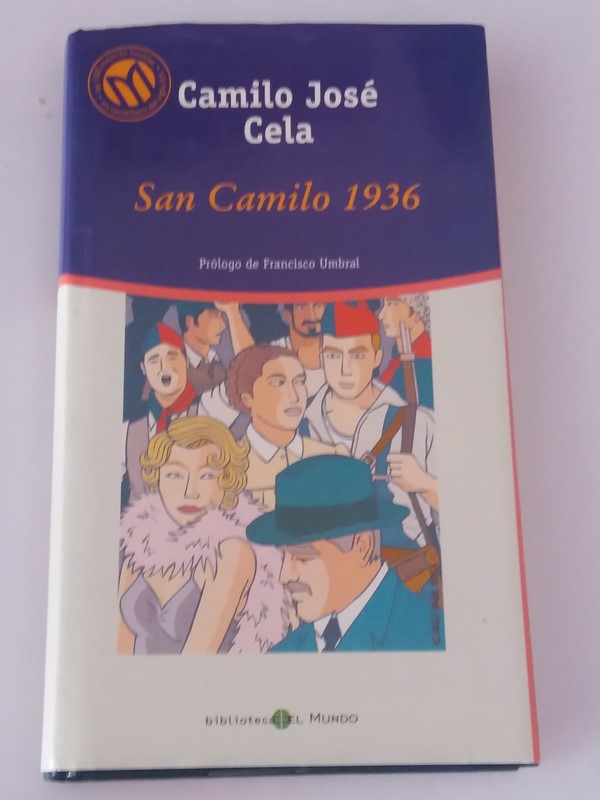 Camilo José
Cela
San Camilo 1936
Prólogo de Francisco Umbral
biblioteca EL MUNDO